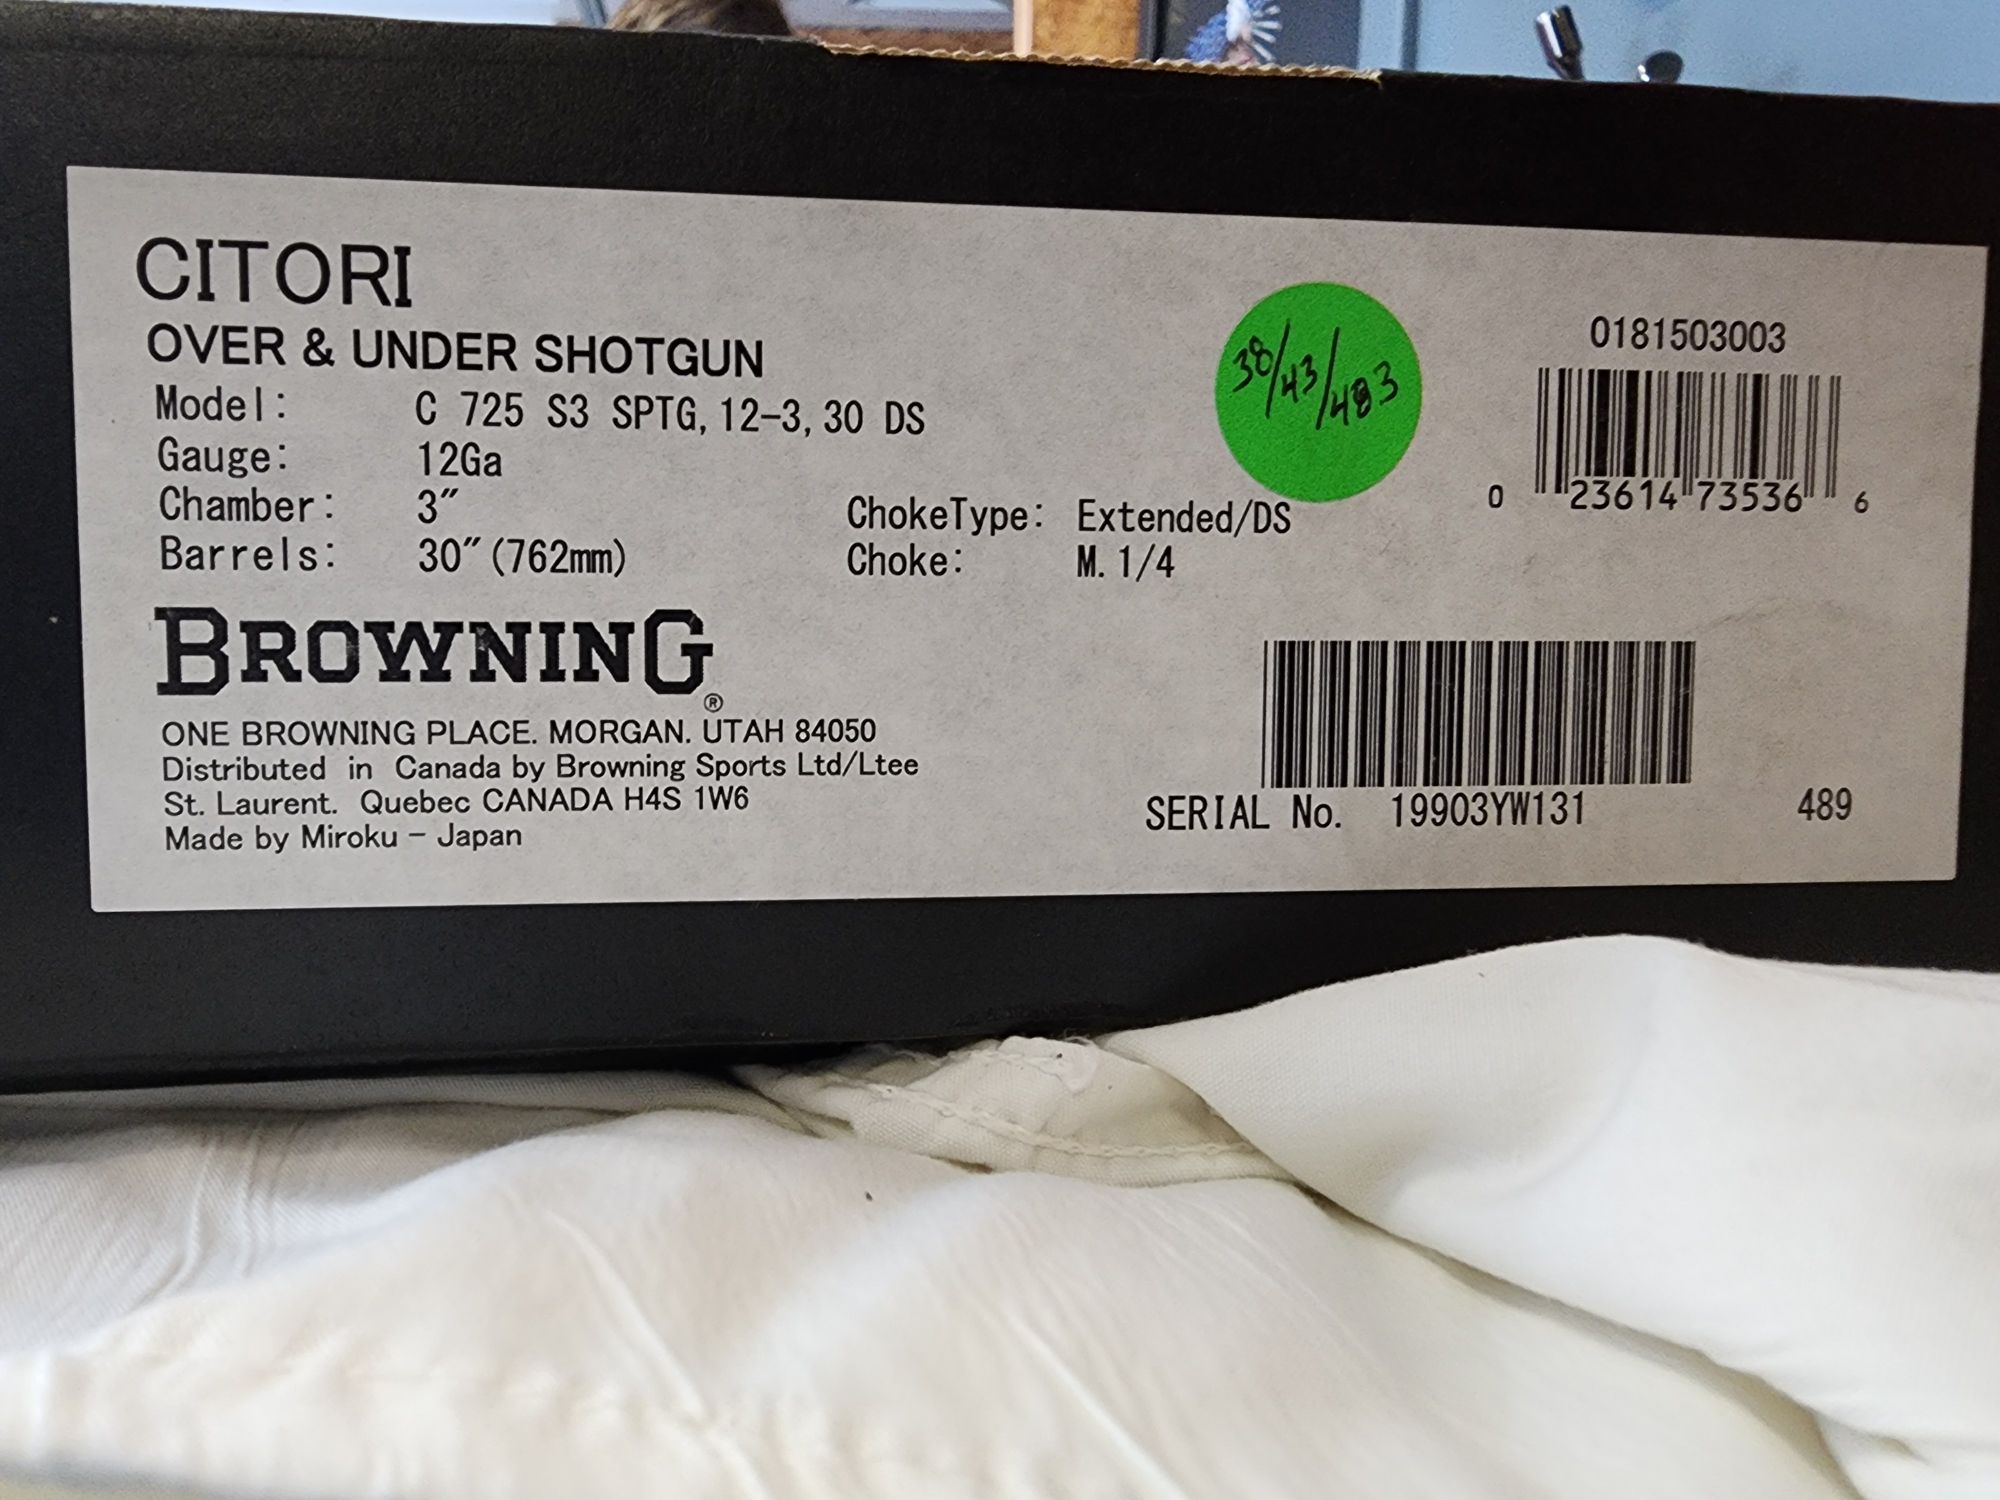 CITORI
OVER & UNDER SHOTGUN
Model: C 725 S3 SPTG, 12-3, 30 DS
Gauge: 12Ga
Chamber: 3″
Barrels: 30″ (762mm)
ChokeType: Extended/DS
Choke: M. 1/4
38/43/483
0181503003
0 23614 73536 6
BROWNING®
ONE BROWNING PLACE. MORGAN. UTAH 84050
Distributed in Canada by Browning Sports Ltd/Ltee
St. Laurent. Quebec CANADA H4S 1W6
Made by Miroku - Japan
SERIAL No. 19903YW131
489